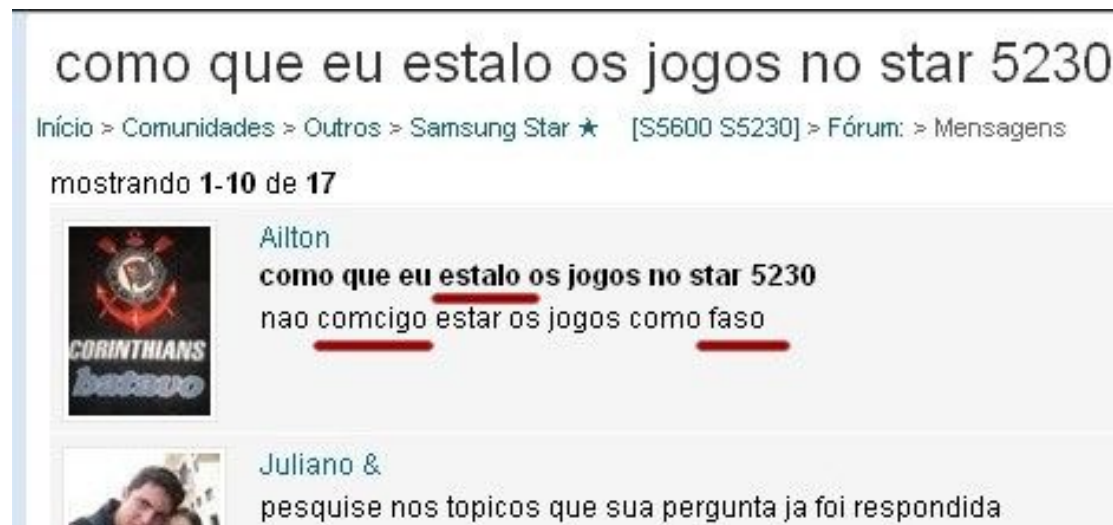 como que eu estalo os jogos no star 5230
Início > Comunidades > Outros > Samsung Star ★ [S5600 S5230] > Fórum: > Mensagens
mostrando 1-10 de 17
Ailton
como que eu estalo os jogos no star 5230
nao comcigo estar os jogos como faso
CORINTHIANS
batavo
Juliano &
pesquise nos topicos que sua pergunta ja foi respondida